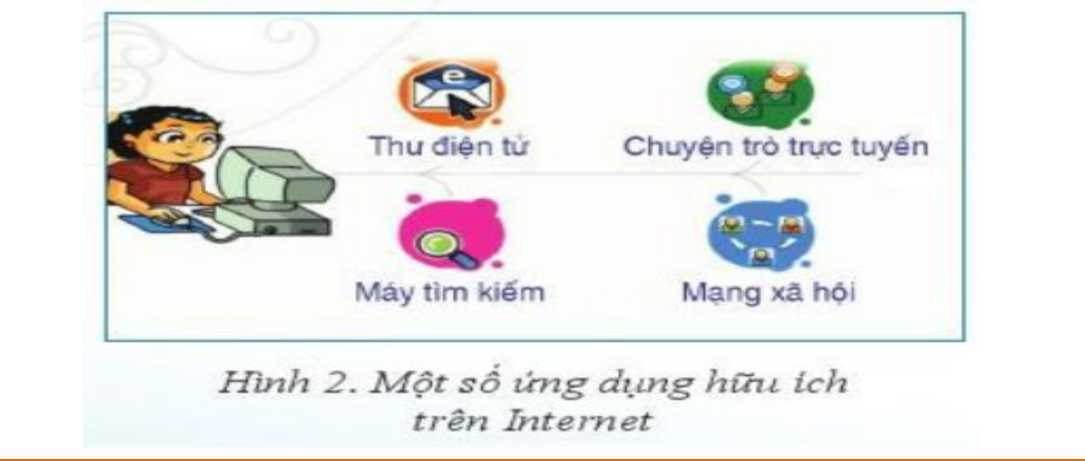 Thư điện tử
Chuyện trò trực tuyến
Máy tìm kiếm
Mạng xã hội
Hình 2. Một số ứng dụng hữu ích
trên Internet